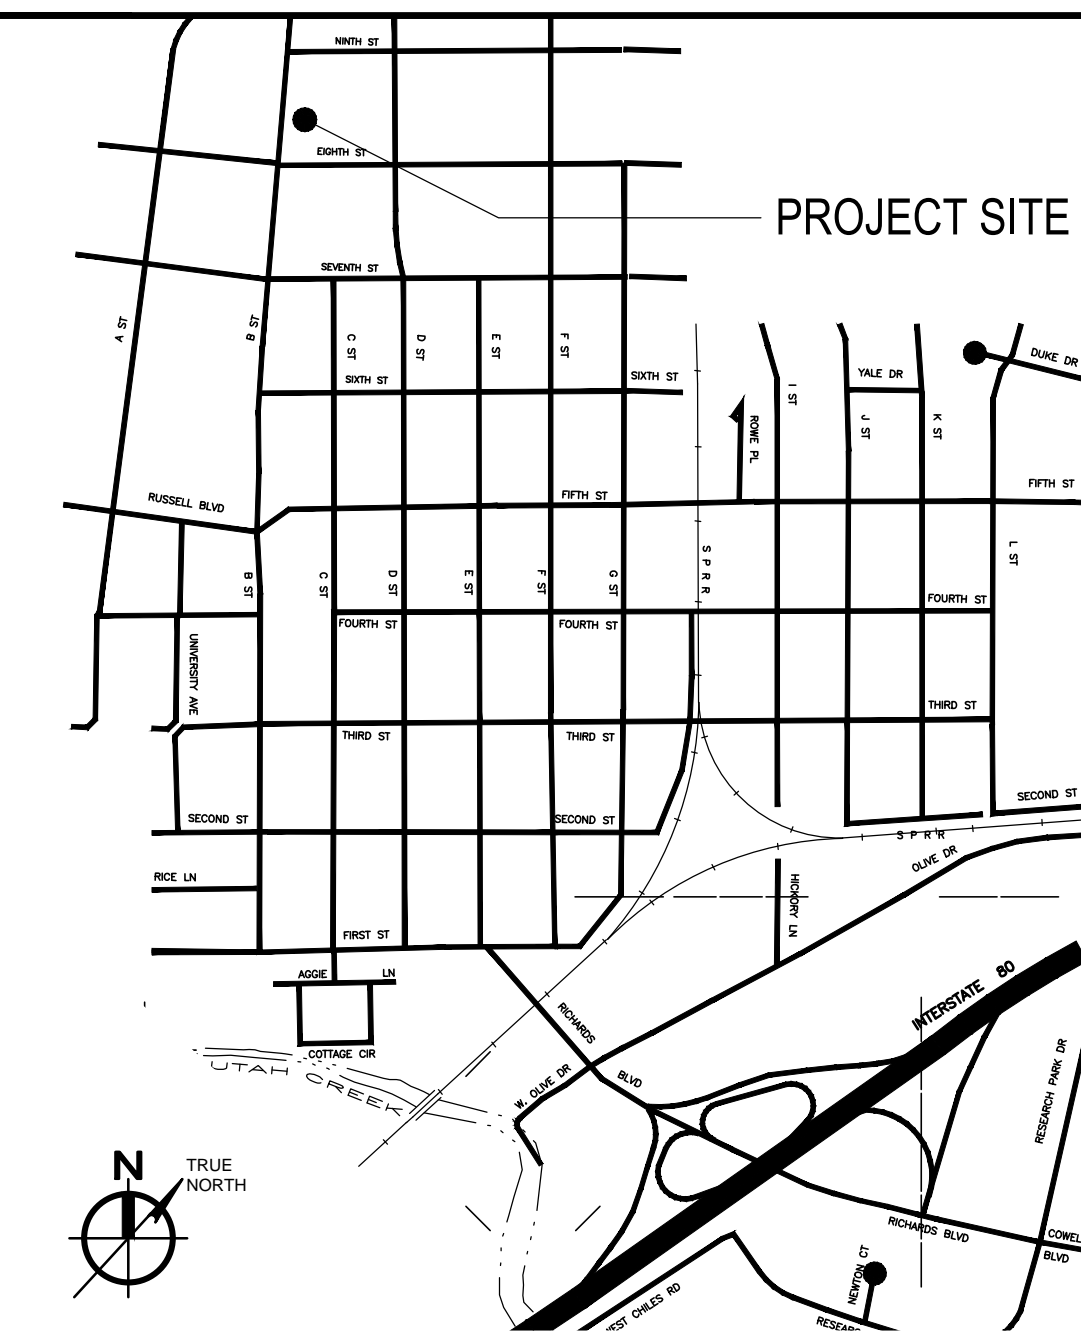 NINTH ST
EIGHTH ST
PROJECT SITE
SEVENTH ST
A ST
B ST
C ST
D ST
E ST
F ST
SIXTH ST
SIXTH ST
I ST
YALE DR
DUKE DR
J ST
K ST
ROWE PL
RUSSELL BLVD
FIFTH ST
FIFTH ST
B ST
C ST
D ST
E ST
F ST
G ST
S P R R
L ST
FOURTH ST
FOURTH ST
FOURTH ST
UNIVERSITY AVE
THIRD ST
THIRD ST
THIRD ST
SECOND ST
SECOND ST
SECOND ST
S P R R
OLIVE DR
RICE LN
HICKORY LN
FIRST ST
AGGIE LN
COTTAGE CIR
RICHARDS
BLVD
INTERSTATE 80
UTAH CREEK
W. OLIVE DR
RESEARCH PARK DR
N
TRUE
NORTH
RICHARDS BLVD
COWEL
BLVD
NEWTON CT
WEST CHILES RD
RESEARC